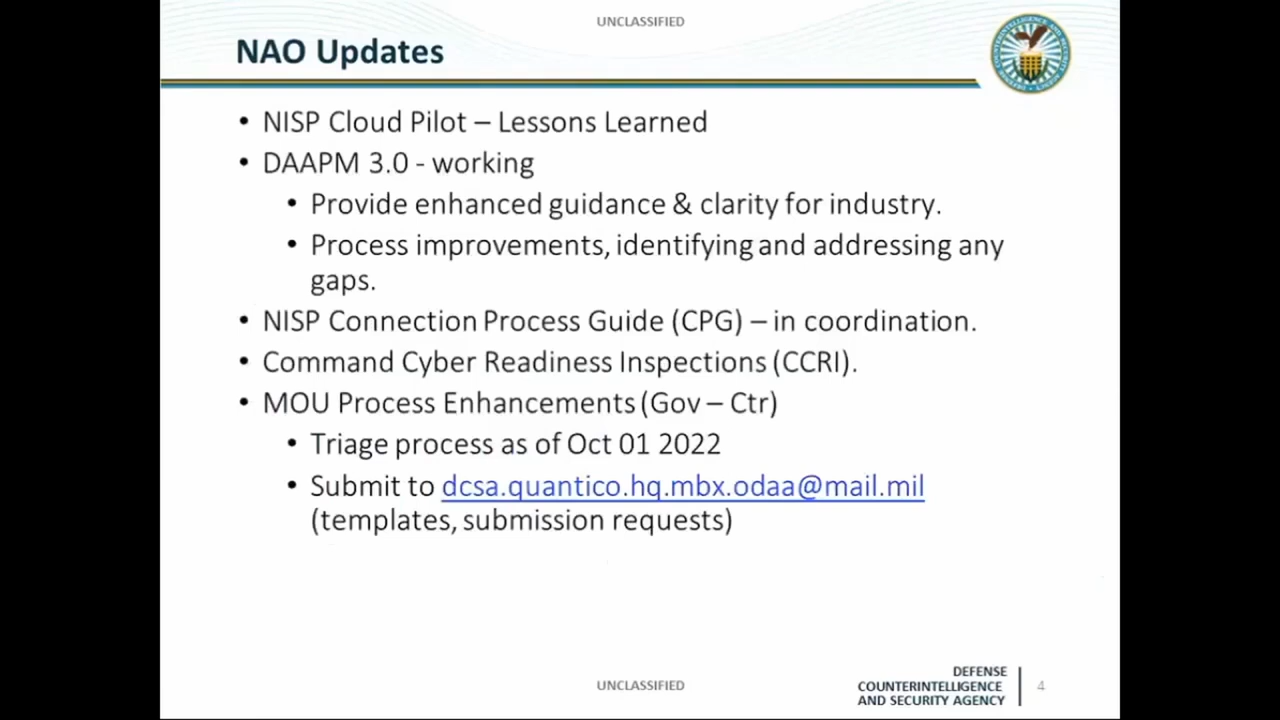 UNCLASSIFIED
NAO Updates
• NISP Cloud Pilot – Lessons Learned
• DAAPM 3.0 - working
• Provide enhanced guidance & clarity for industry.
• Process improvements, identifying and addressing any
gaps.
• NISP Connection Process Guide (CPG) – in coordination.
• Command Cyber Readiness Inspections (CCRI).
• MOU Process Enhancements (Gov – Ctr)
• Triage process as of Oct 01 2022
• Submit to dcsa.quantico.hq.mbx.odaa@mail.mil
(templates, submission requests)
UNCLASSIFIED
DEFENSE
COUNTERINTELLIGENCE
AND SECURITY AGENCY
4